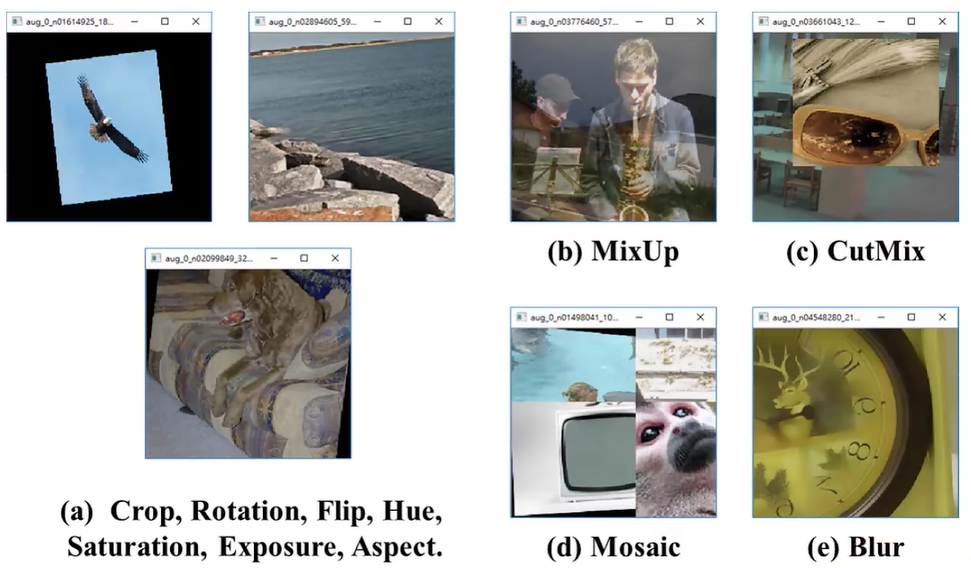 aug_0_n01614925_18...
aug_0_n02894605_59...
aug_0_n03776460_57...
aug_0_n03661043_12...
(b) MixUp
(c) CutMix
aug_0_n02099849_32...
aug_0_n01498041_10...
aug_0_n04548280_21...
(a) Crop, Rotation, Flip, Hue,
Saturation, Exposure, Aspect.
(d) Mosaic
(e) Blur